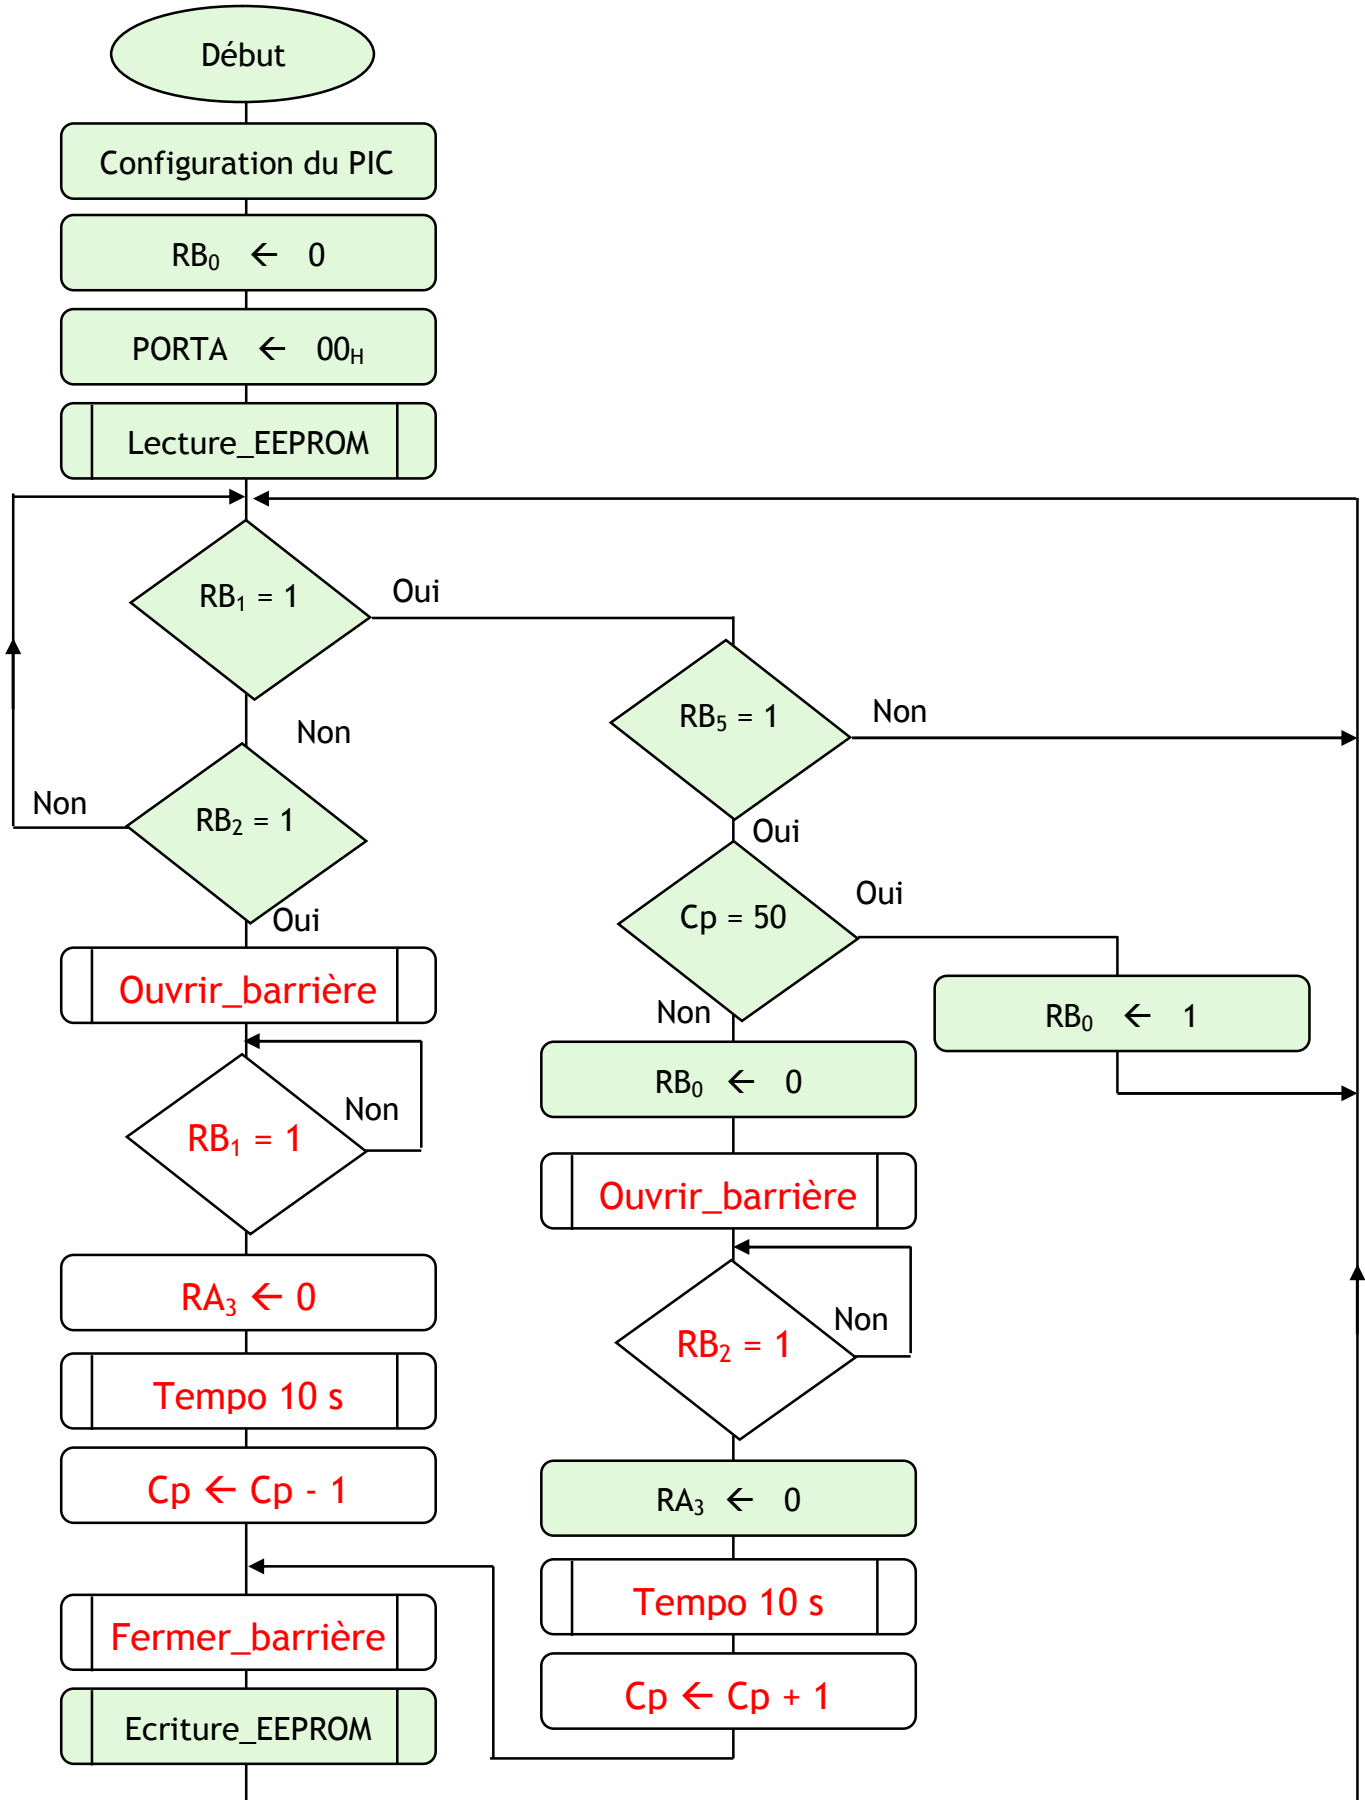 Début
Configuration du PIC
RB₀ ← 0
PORTA ← 00H
Lecture_EEPROM
RB₁ = 1
Oui
Non
RB₅ = 1
Non
Oui
RB₂ = 1
Non
Oui
Cp = 50
Oui
Non
RB₀ ← 1
Ouvrir_barrière
RB₁ = 1
Non
RA₃ ← 0
Tempo 10 s
Cp ← Cp - 1
RB₀ ← 0
Ouvrir_barrière
RB₂ = 1
Non
RA₃ ← 0
Tempo 10 s
Cp ← Cp + 1
Fermer_barrière
Ecriture_EEPROM